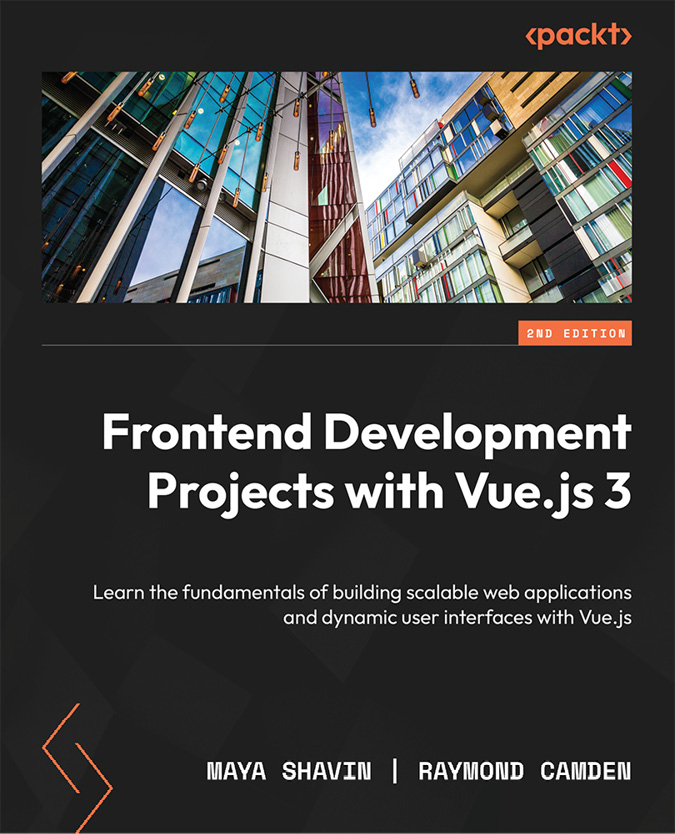 <packt>
2ND EDITION
Frontend Development
Projects with Vue.js 3
Learn the fundamentals of building scalable web applications
and dynamic user interfaces with Vue.js
MAYA SHAVIN | RAYMOND CAMDEN